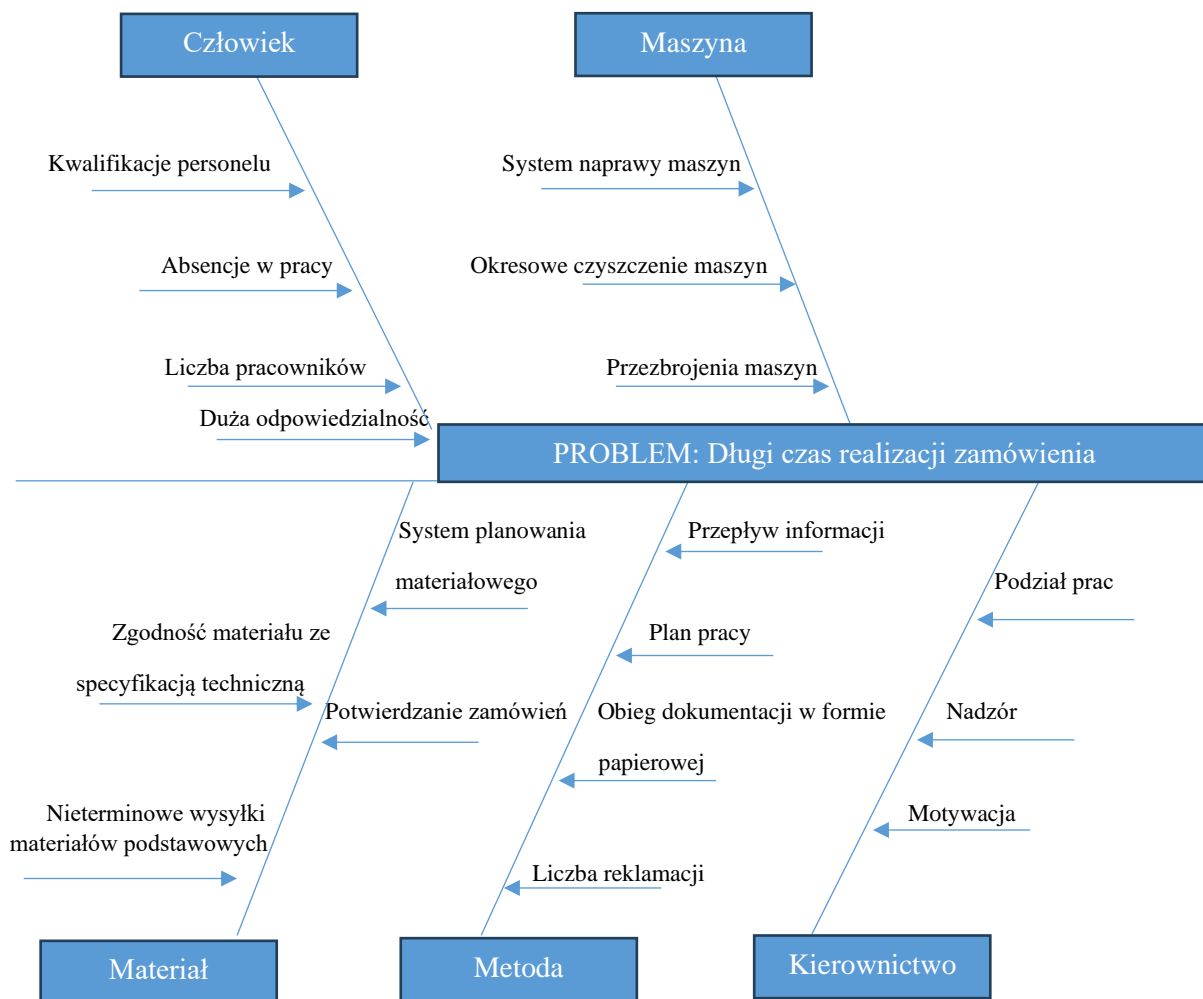 Człowiek
Maszyna
Kwalifikacje personelu
System naprawy maszyn
Absencje w pracy
Okresowe czyszczenie maszyn
Liczba pracowników
Przezbrojenia maszyn
Duża odpowiedzialność
PROBLEM: Długi czas realizacji zamówienia
System planowania
materiałowego
Przepływ informacji
Podział prac
Zgodność materiału ze
specyfikacją techniczną
Plan pracy
Potwierdzanie zamówień
Obieg dokumentacji w formie
papierowej
Nadzór
Nieterminowe wysyłki
materiałów podstawowych
Motywacja
Liczba reklamacji
Materiał
Metoda
Kierownictwo